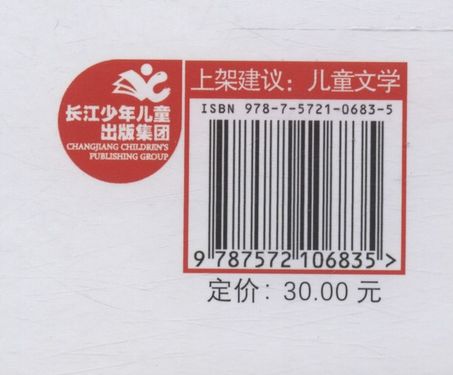 长江少年儿童
出版集团
CHANGJIANG CHILDREN'S
PUBLISHING GROUP
上架建议：儿童文学
ISBN 978-7-5721-0683-5
9 787572 106835 >
定价：30.00 元